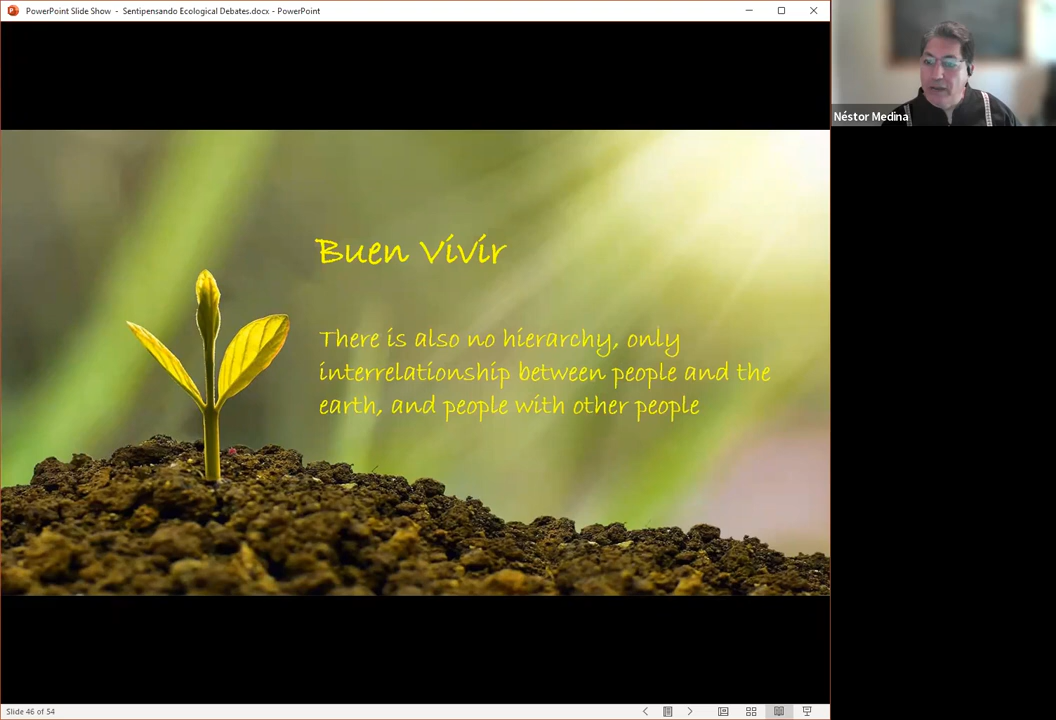 PowerPoint Slide Show - Sentipensando Ecological Debates.docx - PowerPoint
Néstor Medina
Buen Vivir
There is also no hierarchy, only
interrelationship between people and the
earth, and people with other people
Slide 46 of 54